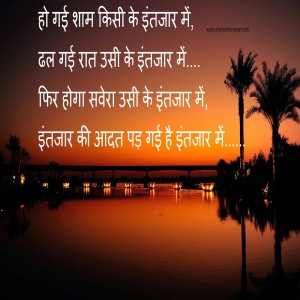 हो गई शाम किसी के इंतजार में,
ढल गई रात उसी के इंतजार में....
फिर होगा सवेरा उसी के इंतजार में,
इंतजार की आदत पड़ गई है इंतजार में......